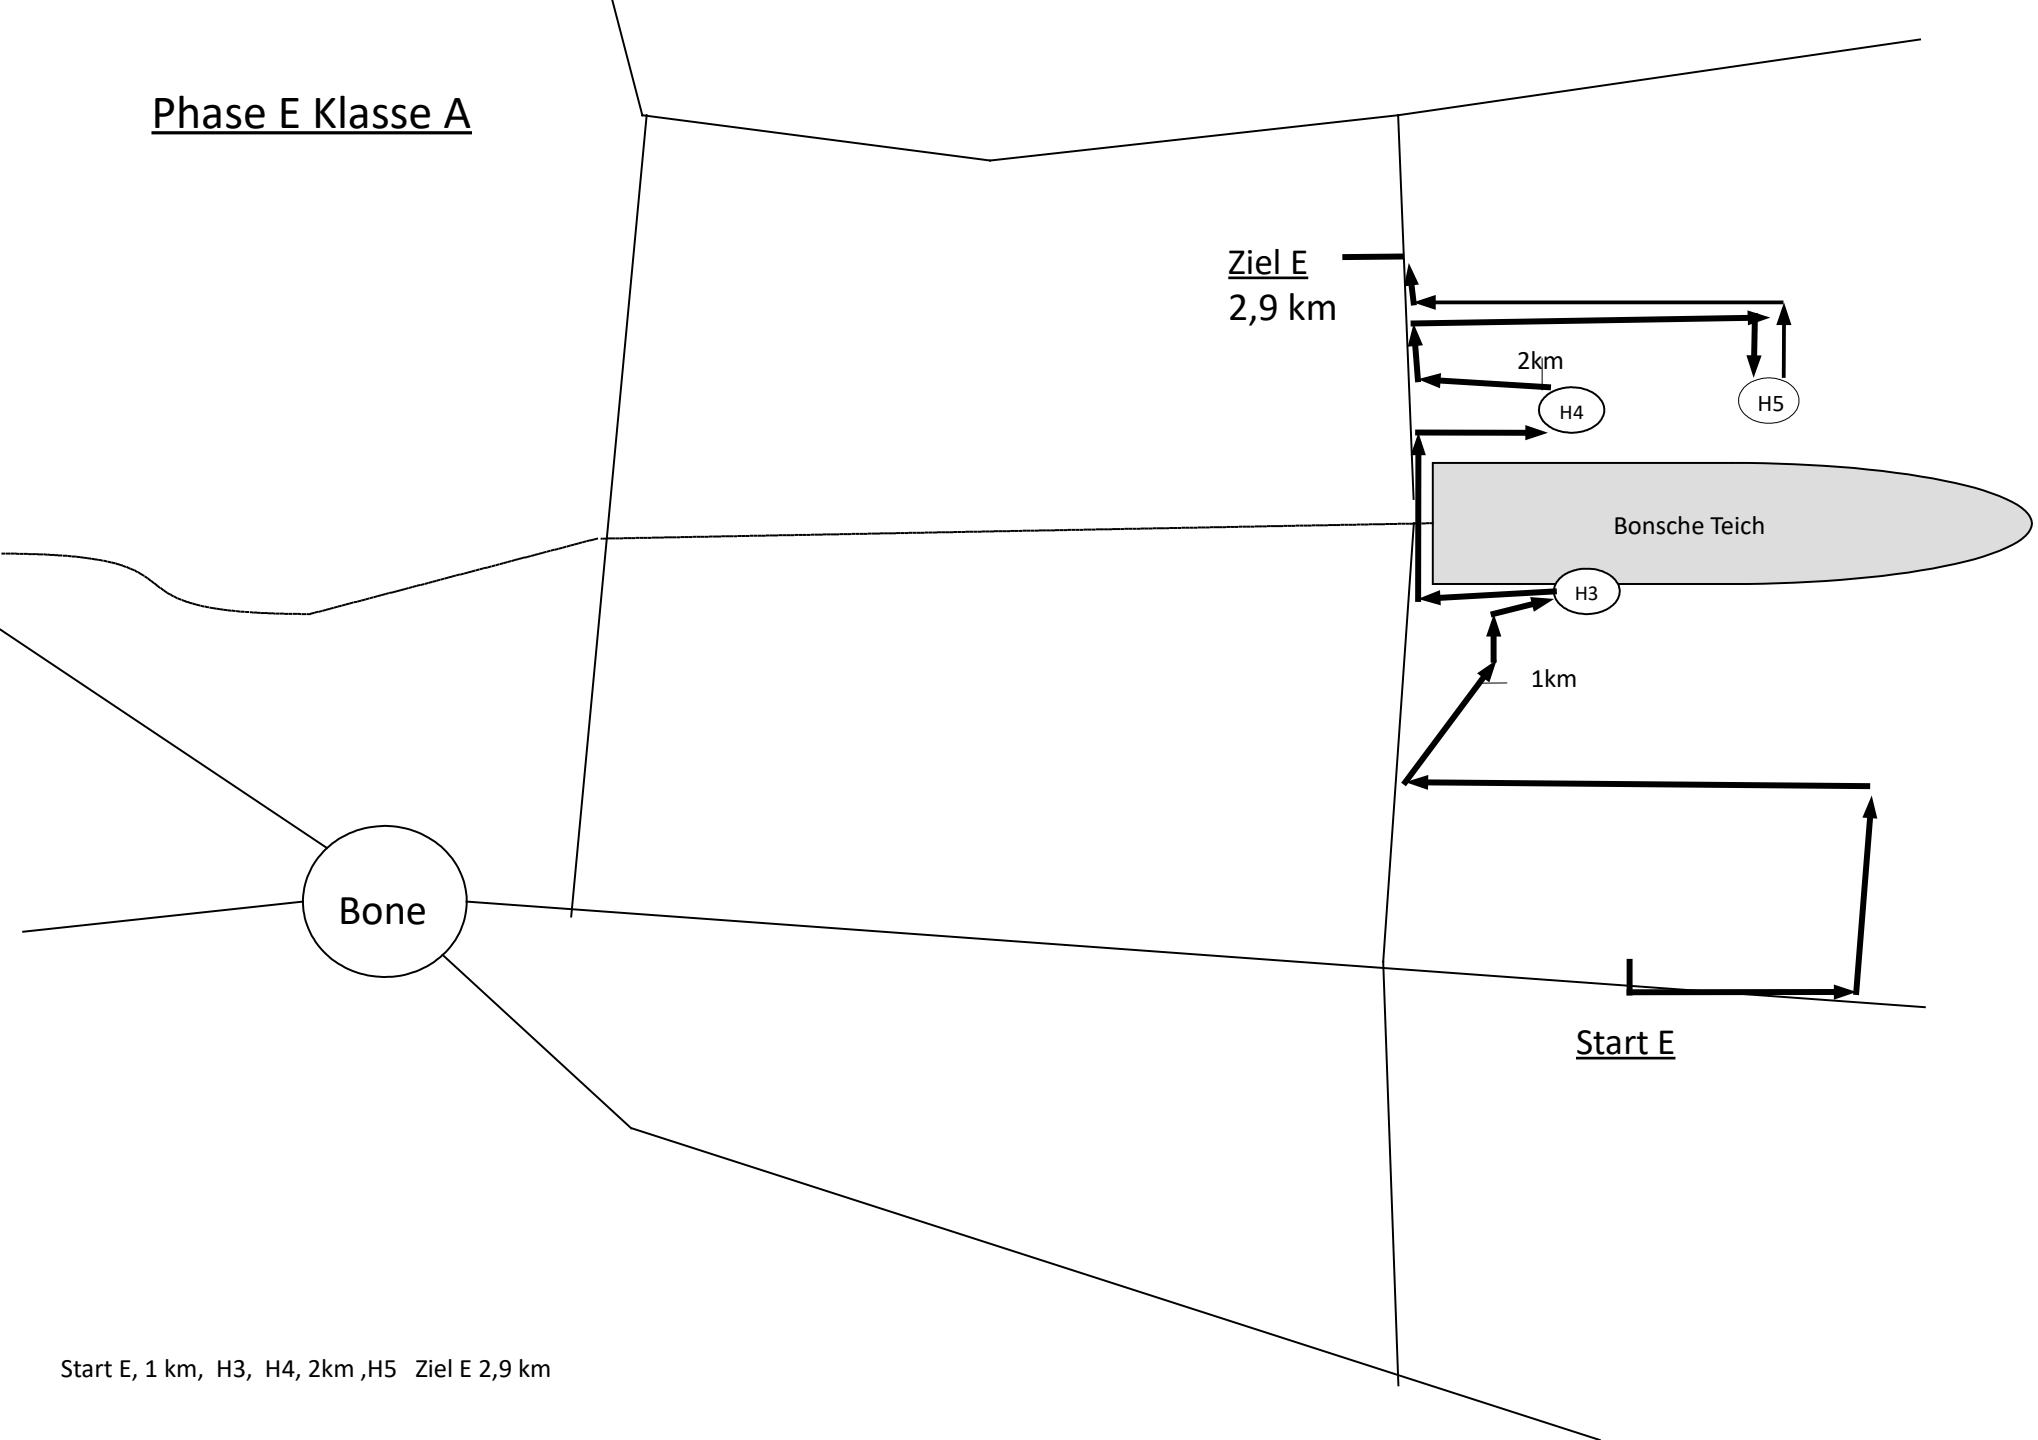 Phase E Klasse A
Ziel E
2,9 km
2km
H4
H5
Bonsche Teich
H3
1km
Bone
Start E
Start E, 1 km, H3, H4, 2km ,H5 Ziel E 2,9 km